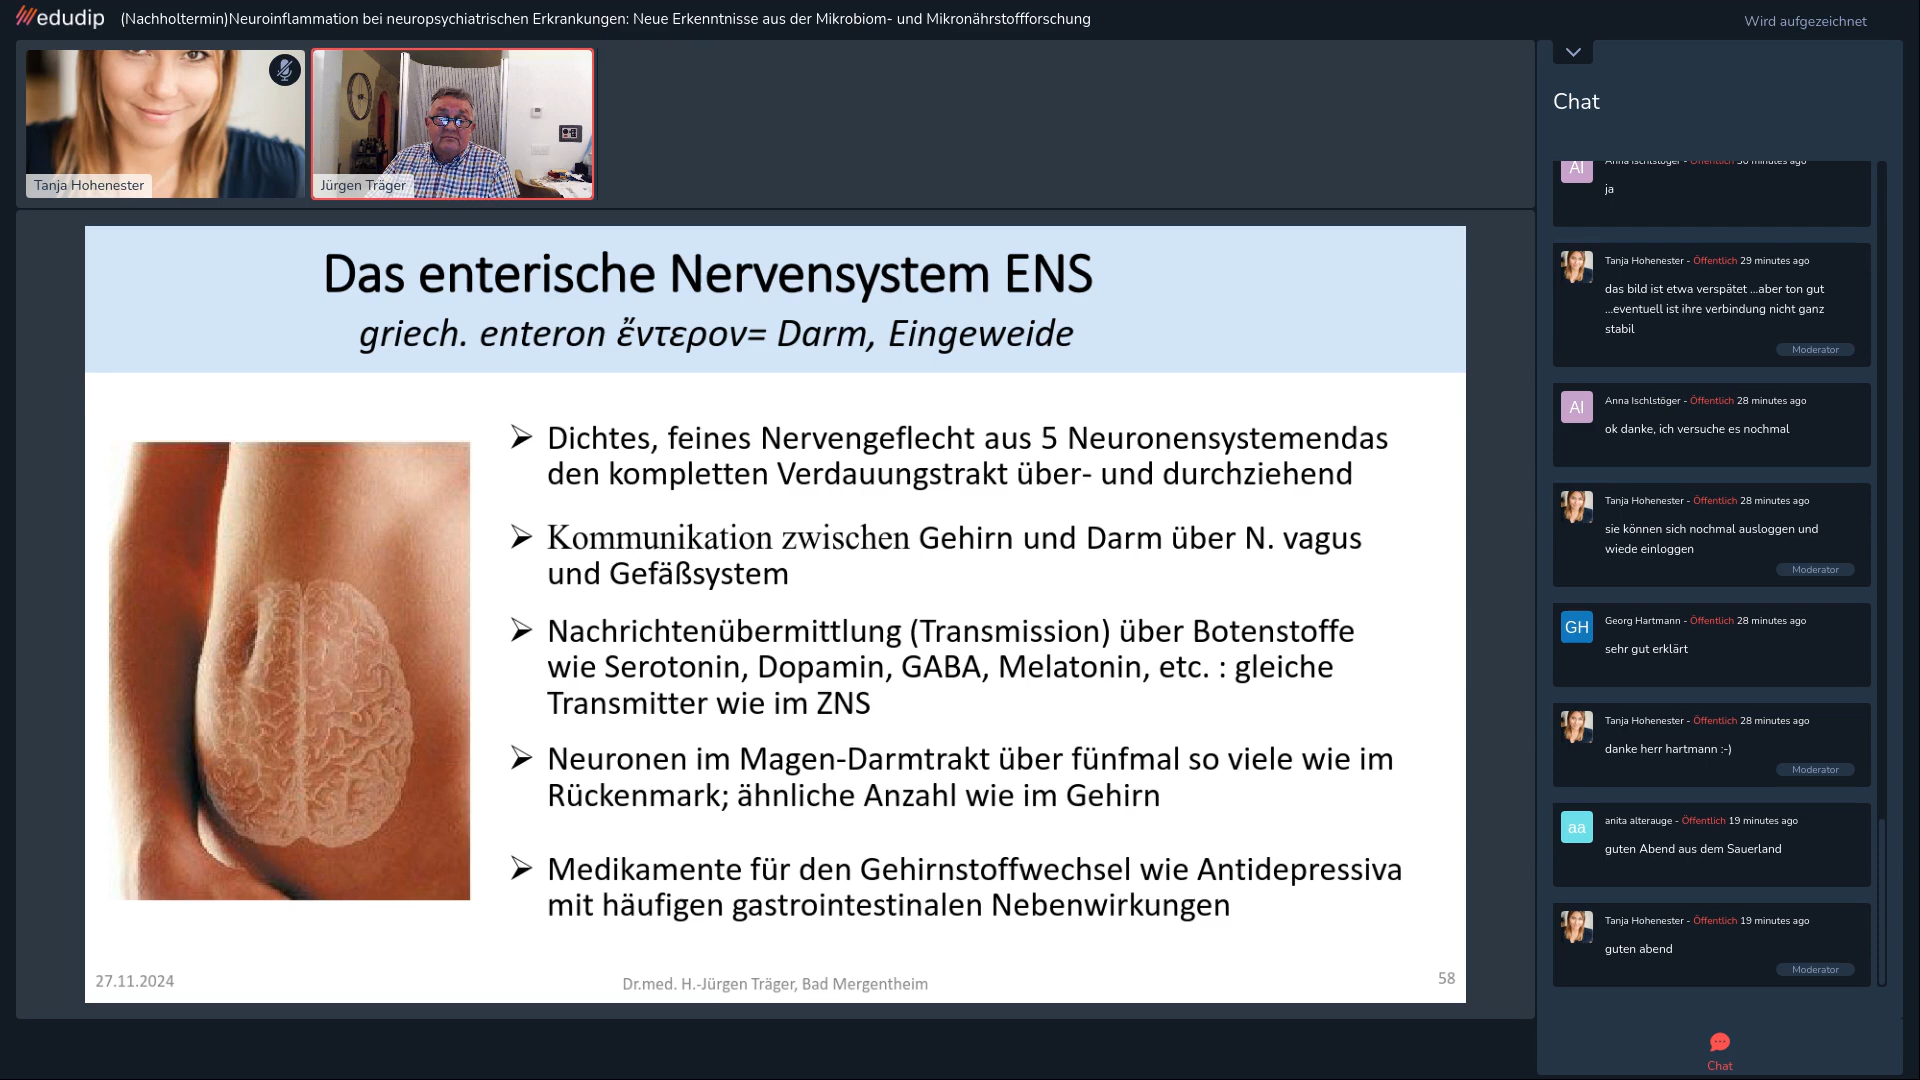 edudip
(Nachholtermin)Neuroinflammation bei neuropsychiatrischen Erkrankungen: Neue Erkenntnisse aus der Mikrobiom- und Mikronährstoffforschung
Wird aufgezeichnet
Tanja Hohenester
Jürgen Träger
Das enterische Nervensystem ENS
griech. enteron ἔντερον= Darm, Eingeweide
➢ Dichtes, feines Nervengeflecht aus 5 Neuronensystemendas
den kompletten Verdauungstrakt über- und durchziehend
➢ Kommunikation zwischen Gehirn und Darm über N. vagus
und Gefäßsystem
➢ Nachrichtenübermittlung (Transmission) über Botenstoffe
wie Serotonin, Dopamin, GABA, Melatonin, etc. : gleiche
Transmitter wie im ZNS
➢ Neuronen im Magen-Darmtrakt über fünfmal so viele wie im
Rückenmark; ähnliche Anzahl wie im Gehirn
➢ Medikamente für den Gehirnstoffwechsel wie Antidepressiva
mit häufigen gastrointestinalen Nebenwirkungen
27.11.2024
Dr.med. H.-Jürgen Träger, Bad Mergentheim
58
Chat
AI
Anna Ischlstöger - Öffentlich 30 minutes ago
ja
Tanja Hohenester - Öffentlich 29 minutes ago
das bild ist etwa verspätet ...aber ton gut
...eventuell ist ihre verbindung nicht ganz
stabil
Moderator
AI
Anna Ischlstöger - Öffentlich 28 minutes ago
ok danke, ich versuche es nochmal
Tanja Hohenester - Öffentlich 28 minutes ago
sie können sich nochmal ausloggen und
wiede einloggen
Moderator
GH
Georg Hartmann - Öffentlich 28 minutes ago
sehr gut erklärt
Tanja Hohenester - Öffentlich 28 minutes ago
danke herr hartmann :-)
Moderator
aa
anita alterauge - Öffentlich 19 minutes ago
guten Abend aus dem Sauerland
Tanja Hohenester - Öffentlich 19 minutes ago
guten abend
Moderator
Chat